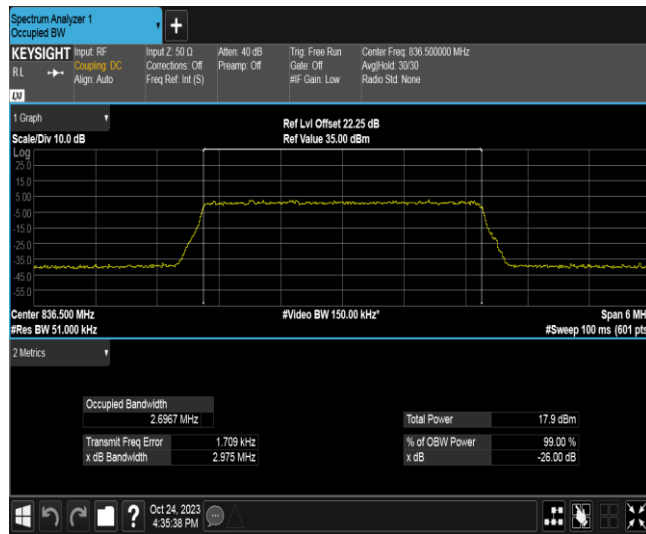 Spectrum Analyzer 1
Occupied BW
+
KEYSIGHT Input: RF Input Z: 50 Ω Atten: 40 dB Trig: Free Run Center Freq: 836.500000 MHz
RL Coupling: DC Corrections: Off Preamp: Off Gate: Off Avg|Hold: 30/30
Align: Auto Freq Ref: Int (S) #IF Gain: Low Radio Std: None
LXI
1 Graph Ref Lvl Offset 22.25 dB
Scale/Div 10.0 dB Ref Value 35.00 dBm
Log
25.0
15.0
5.00
-5.00
-15.0
-25.0
-35.0
-45.0
-55.0
Center 836.500 MHz #Video BW 150.00 kHz* Span 6 MH
#Res BW 51.000 kHz #Sweep 100 ms (601 pts
2 Metrics
Occupied Bandwidth
2.6967 MHz Total Power 17.9 dBm
Transmit Freq Error 1.709 kHz % of OBW Power 99.00 %
x dB Bandwidth 2.975 MHz x dB -26.00 dB
? Oct 24, 2023
4:35:38 PM